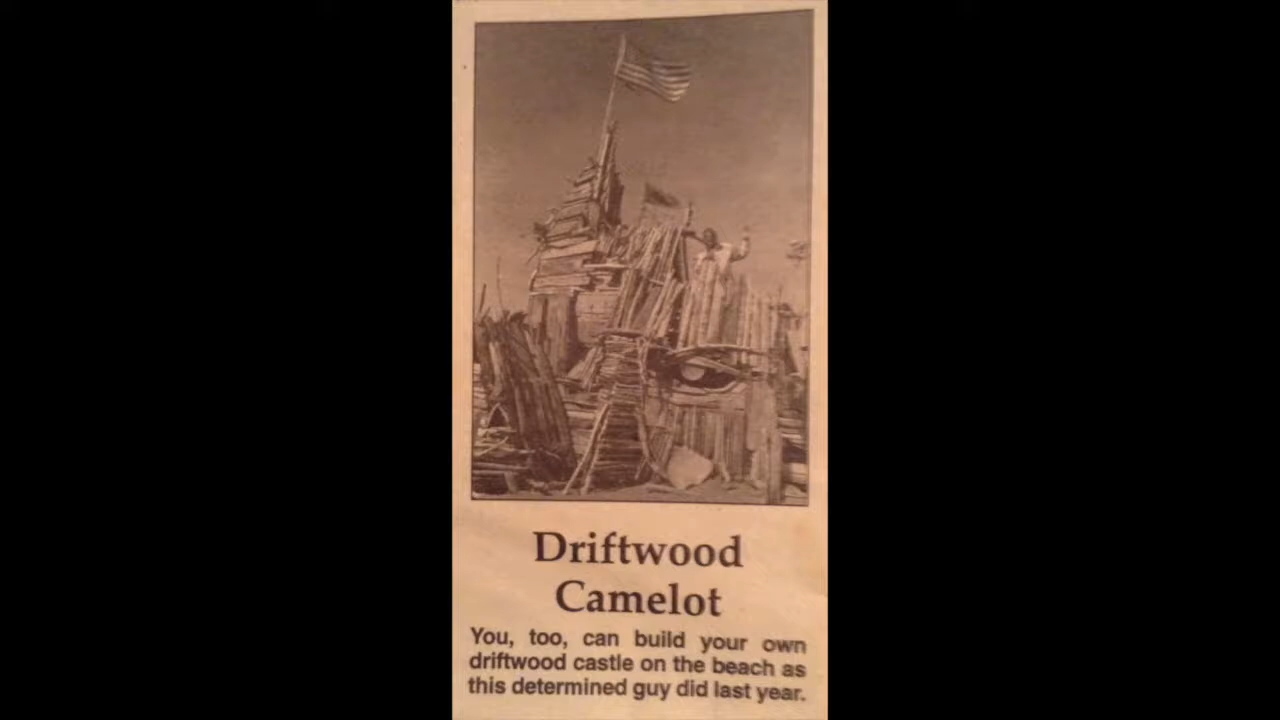 Driftwood
Camelot
You, too, can build your own
driftwood castle on the beach as
this determined guy did last year.